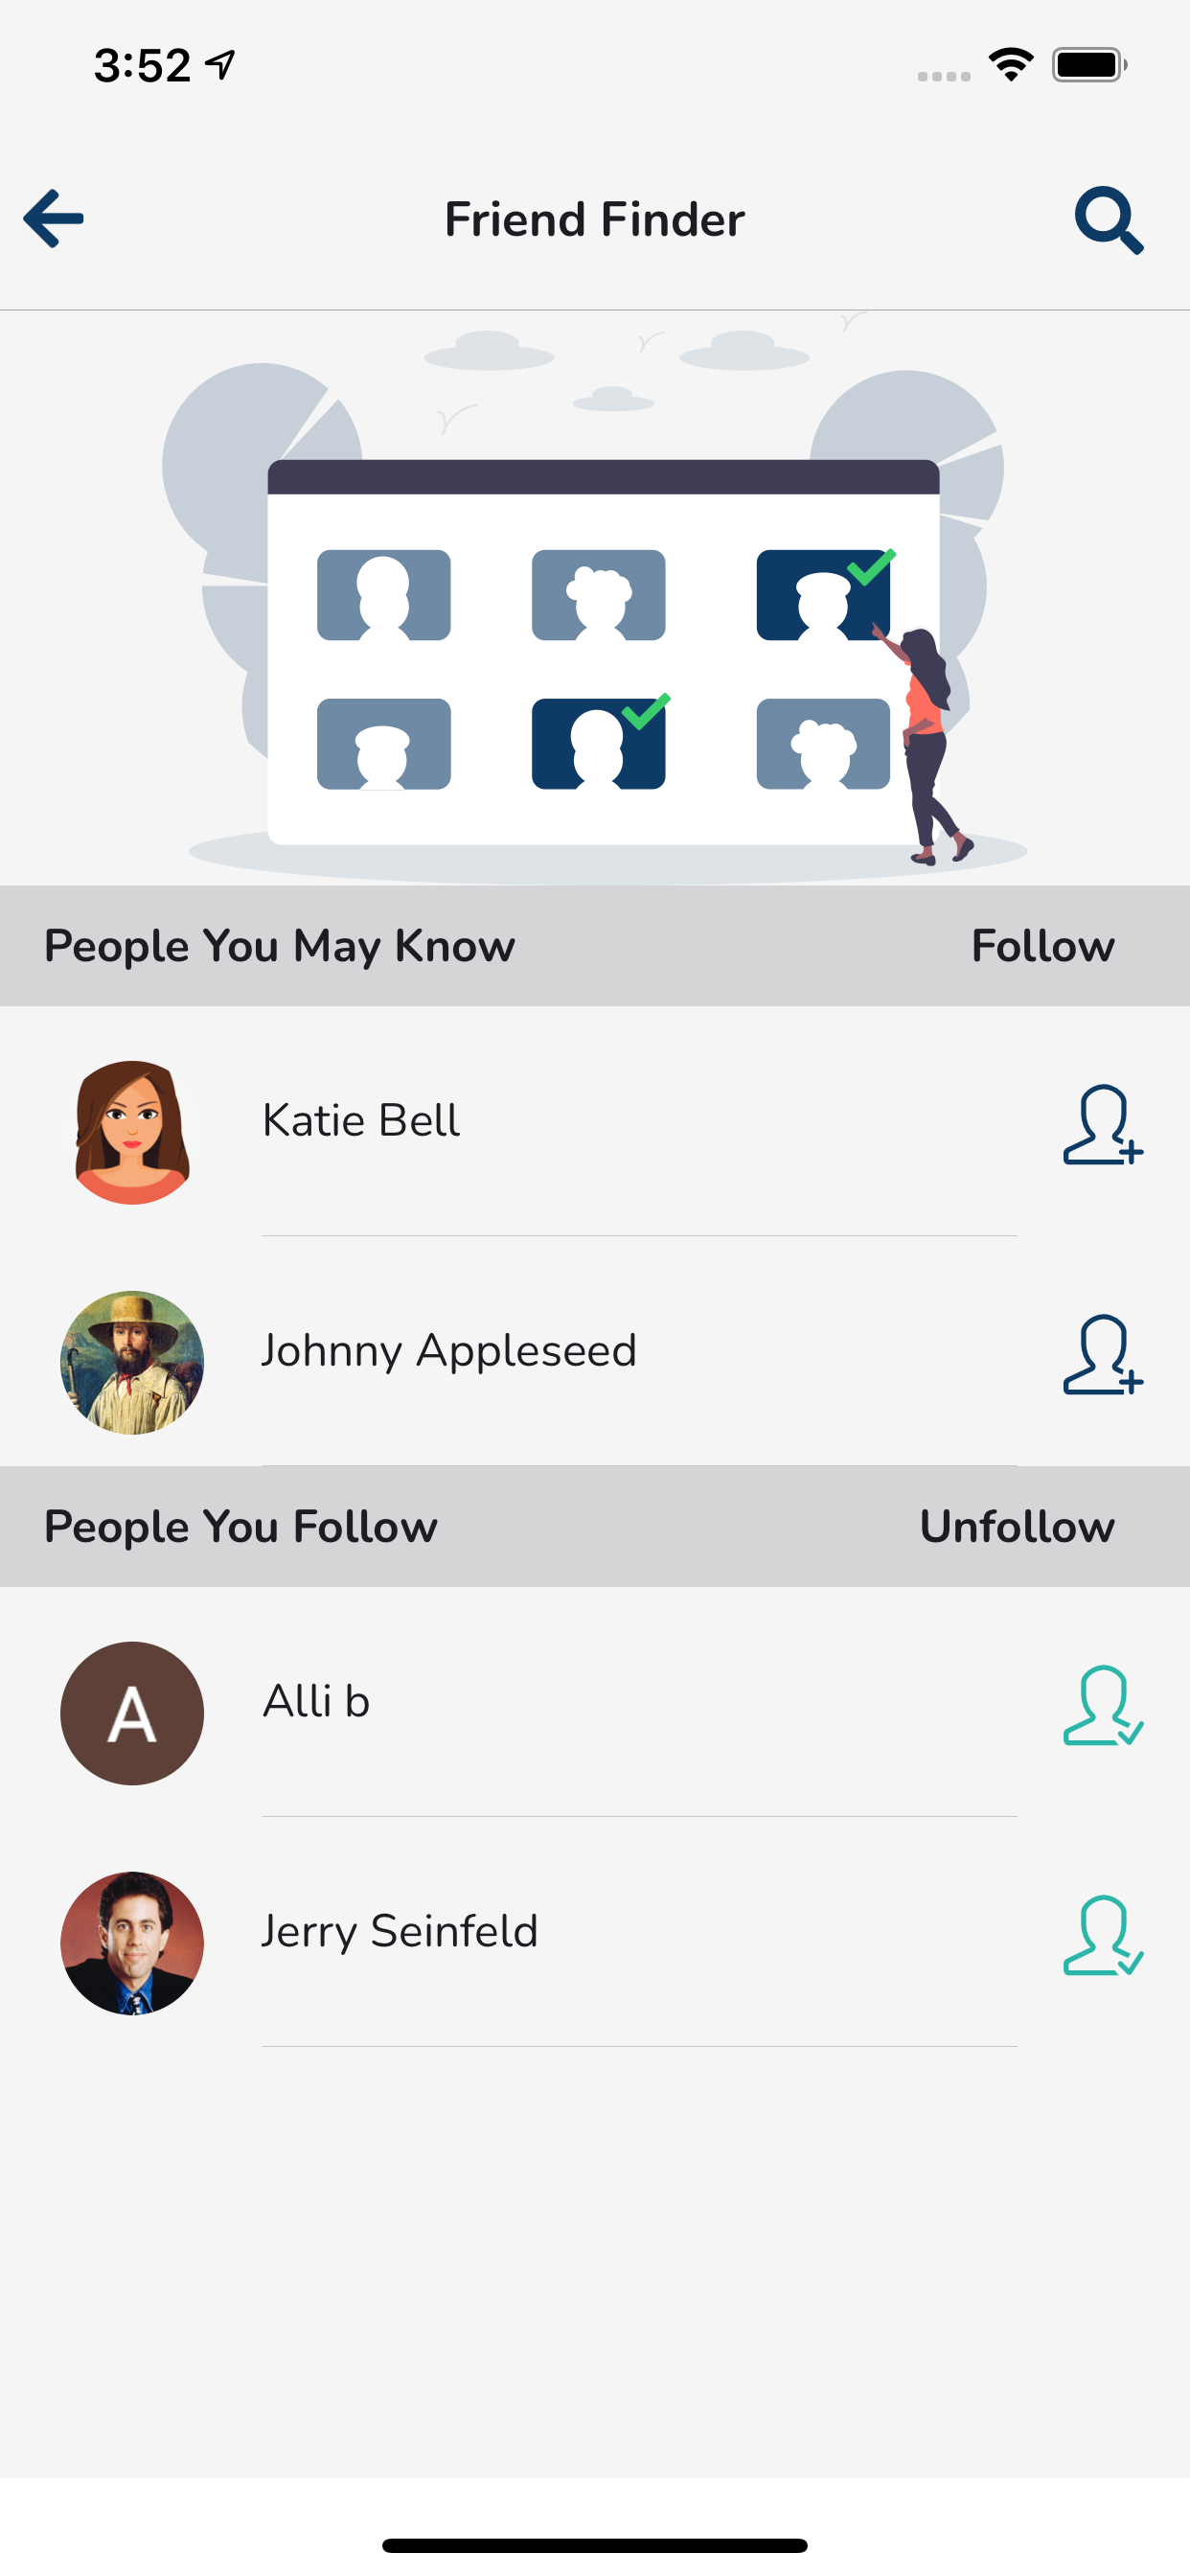 3:52
Friend Finder
People You May Know Follow
Katie Bell
Johnny Appleseed
People You Follow Unfollow
A
Alli b
Jerry Seinfeld